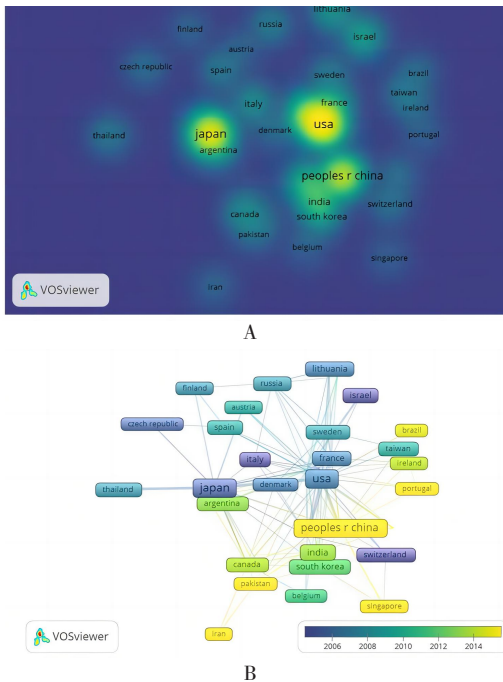 lithuania
russia
finland
israel
austria
czech republic
spain
sweden
brazil
taiwan
italy
france
ireland
usa
denmark
thailand
japan
portugal
argentina
peoples r china
india
switzerland
canada
south korea
pakistan
belgium
singapore
iran
VOSviewer
A
lithuania
russia
finland
israel
austria
czech republic
spain
brazil
sweden
taiwan
italy
france
ireland
usa
denmark
thailand
japan
portugal
argentina
peoples r china
india
switzerland
canada
south korea
pakistan
belgium
singapore
iran
VOSviewer
2006 2008 2010 2012 2014
B